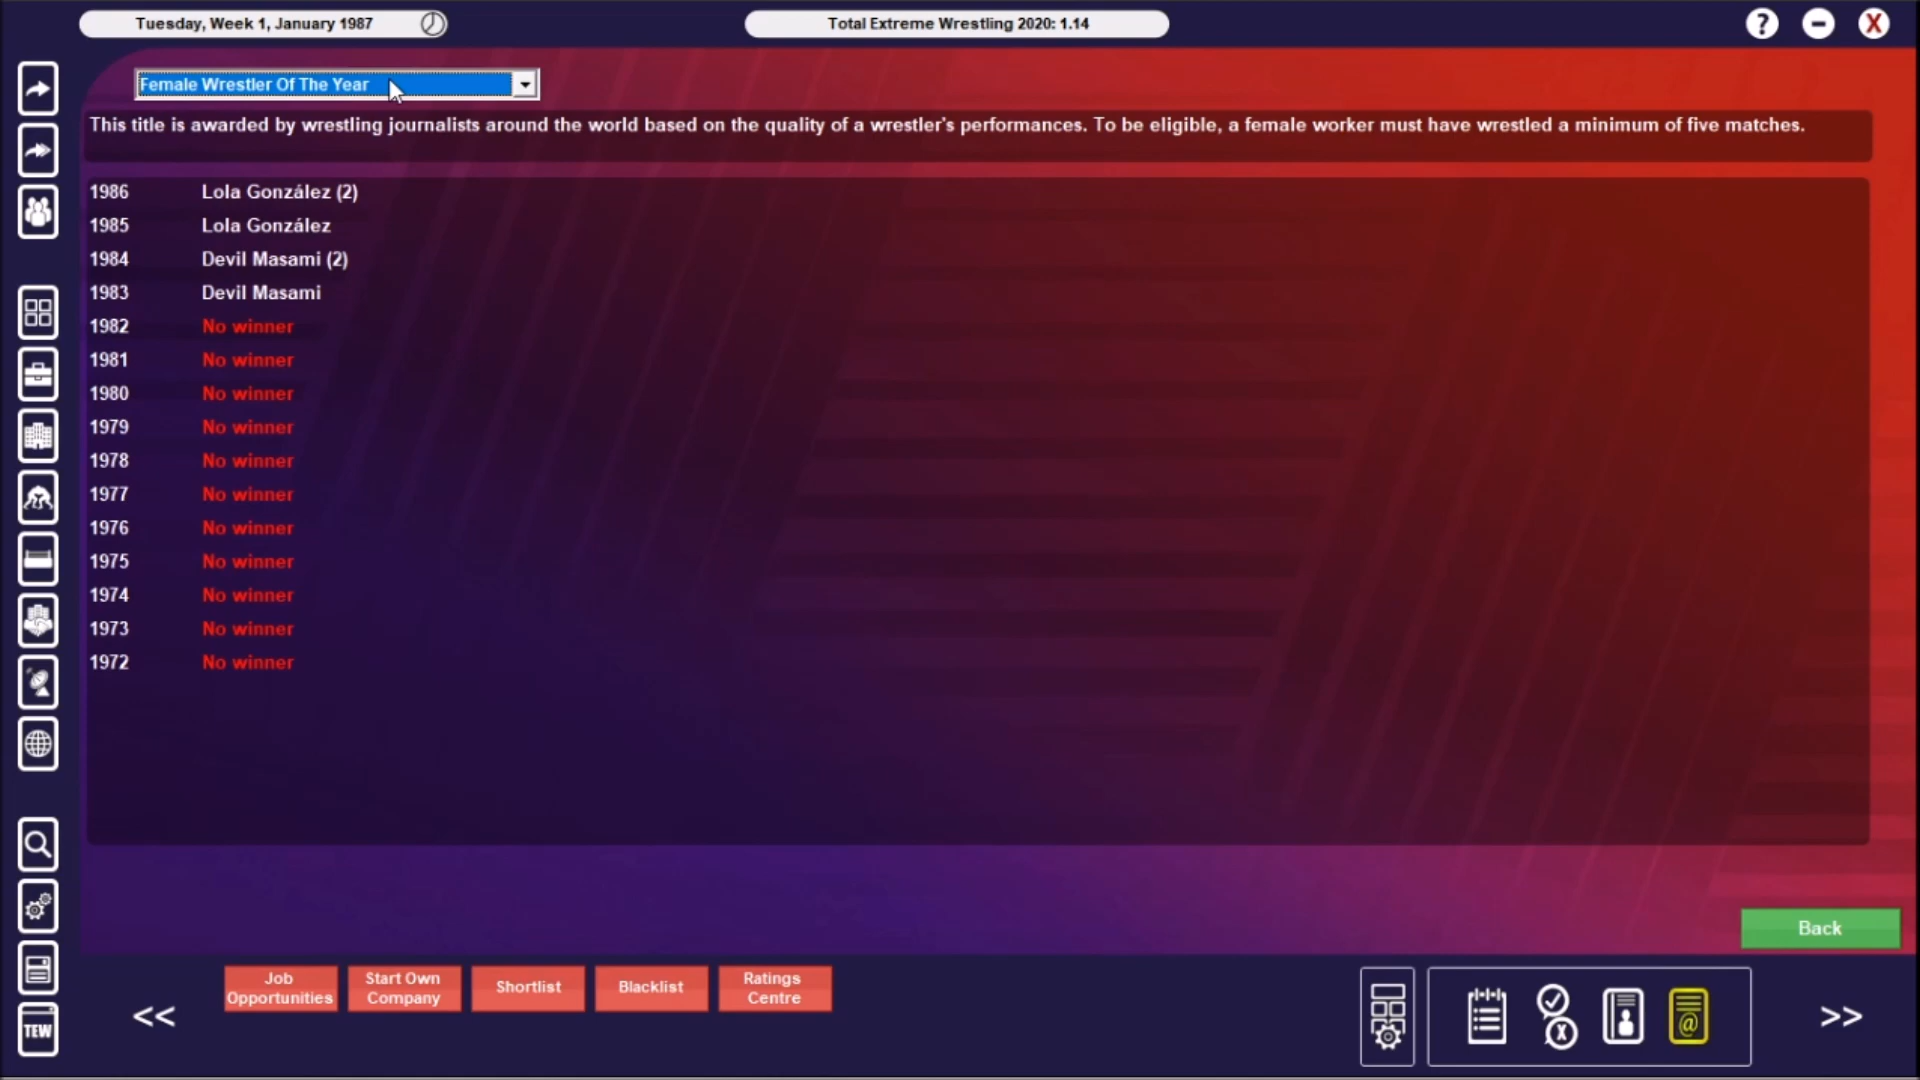 Tuesday, Week 1, January 1987
Total Extreme Wrestling 2020: 1.14
?
X
Female Wrestler Of The Year
This title is awarded by wrestling journalists around the world based on the quality of a wrestler's performances. To be eligible, a female worker must have wrestled a minimum of five matches.
1986 Lola González (2)
1985 Lola González
1984 Devil Masami (2)
1983 Devil Masami
1982 No winner
1981 No winner
1980 No winner
1979 No winner
1978 No winner
1977 No winner
1976 No winner
1975 No winner
1974 No winner
1973 No winner
1972 No winner
Back
Job
Opportunities
Start Own
Company
Shortlist
Blacklist
Ratings
Centre
TEW
<<
X
@
>>